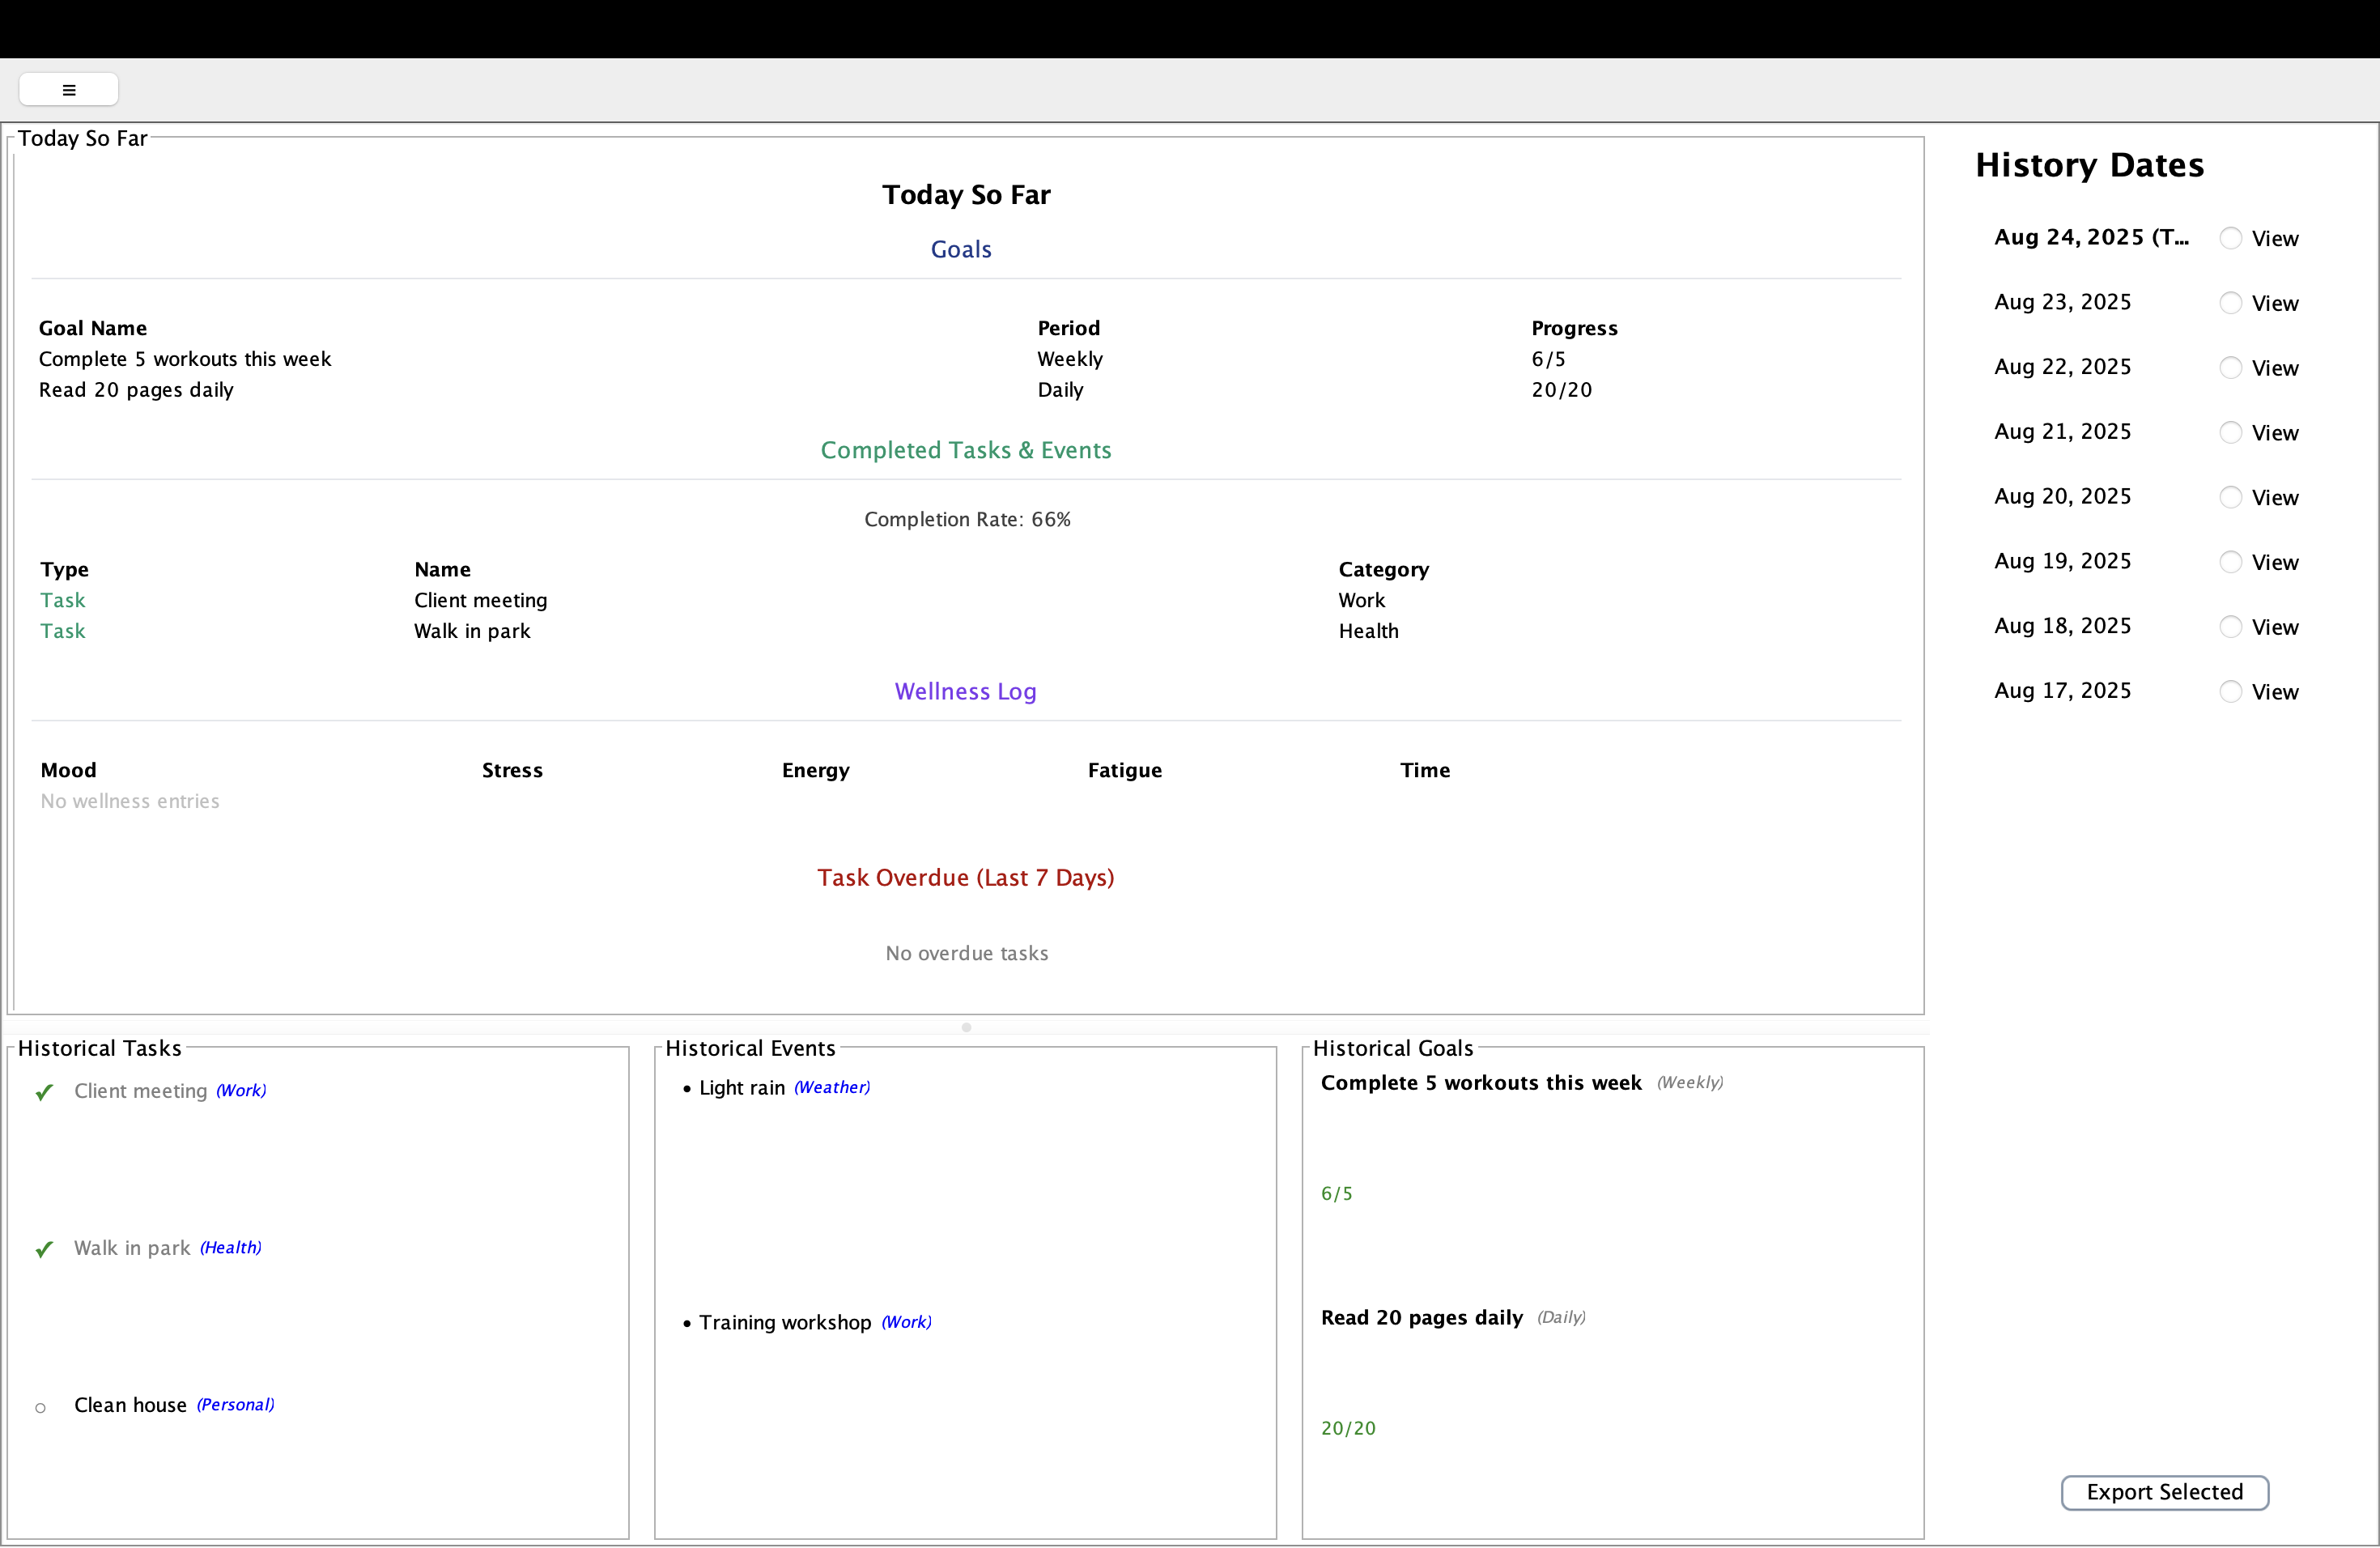 ≡
Today So Far
Today So Far
Goals
Goal Name Period Progress
Complete 5 workouts this week Weekly 6/5
Read 20 pages daily Daily 20/20
Completed Tasks & Events
Completion Rate: 66%
Type Name Category
Task Client meeting Work
Task Walk in park Health
Wellness Log
Mood Stress Energy Fatigue Time
No wellness entries
Task Overdue (Last 7 Days)
No overdue tasks
Historical Tasks
✓ Client meeting (Work)
✓ Walk in park (Health)
○ Clean house (Personal)
Historical Events
• Light rain (Weather)
• Training workshop (Work)
Historical Goals
Complete 5 workouts this week (Weekly)
6/5
Read 20 pages daily (Daily)
20/20
History Dates
Aug 24, 2025 (T... View
Aug 23, 2025 View
Aug 22, 2025 View
Aug 21, 2025 View
Aug 20, 2025 View
Aug 19, 2025 View
Aug 18, 2025 View
Aug 17, 2025 View
Export Selected